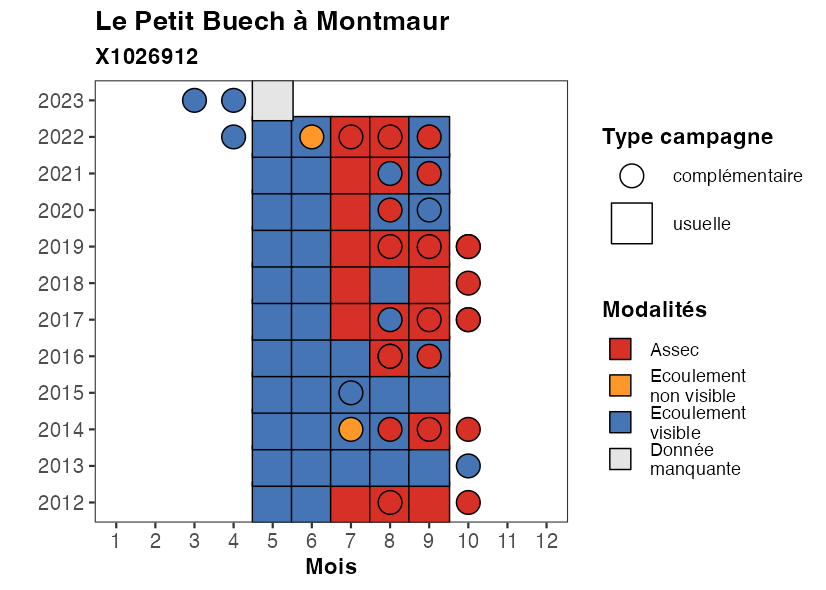 Le Petit Buech à Montmaur
X1026912
2023
2022
2021
2020
2019
2018
2017
2016
2015
2014
2013
2012
1 2 3 4 5 6 7 8 9 10 11 12
Mois
Type campagne
complémentaire
usuelle
Modalités
Assec
Ecoulement
non visible
Ecoulement
visible
Donnée
manquante